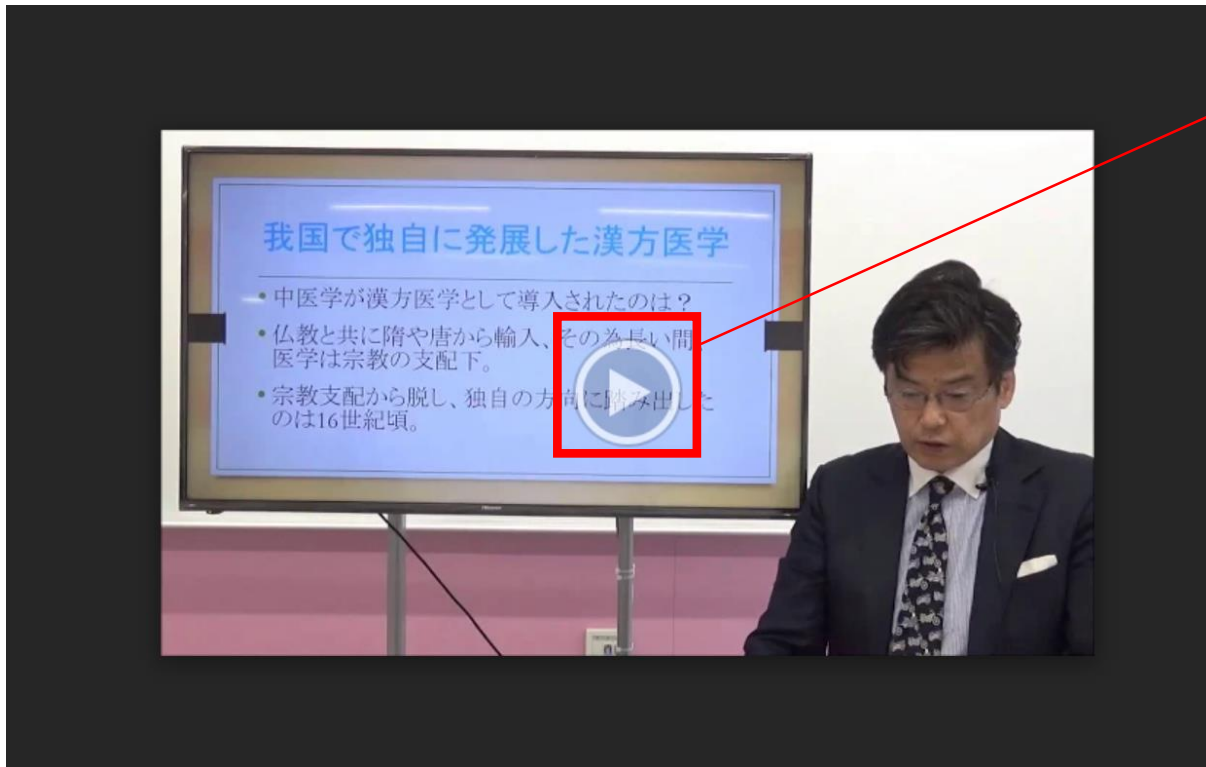 我国で独自に発展した漢方医学
• 中医学が漢方医学として導入されたのは？
• 仏教と共に隋や唐から輸入、その為長い間、
医学は宗教の支配下。
• 宗教支配から脱し、独自の方向に踏み出した
のは16世紀頃。
Hisense